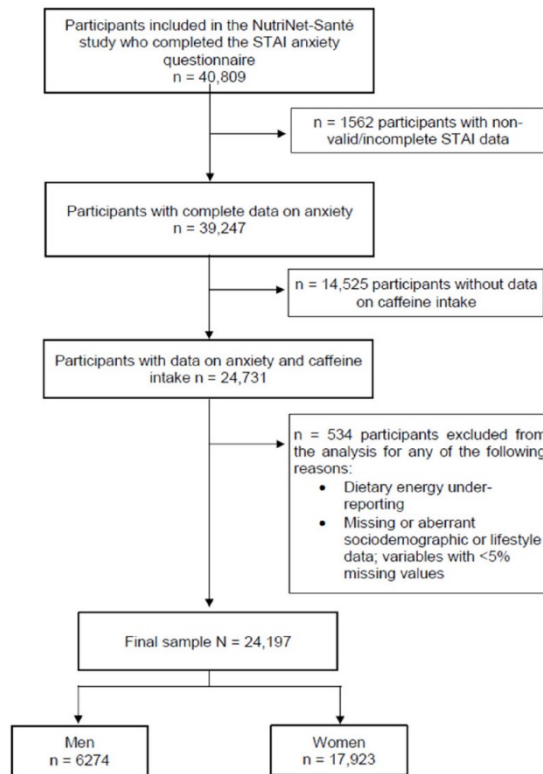 Participants included in the NutriNet-Santé
study who completed the STAI anxiety
questionnaire
n = 40,809
n = 1562 participants with non-
valid/incomplete STAI data
Participants with complete data on anxiety
n = 39,247
n = 14,525 participants without data
on caffeine intake
Participants with data on anxiety and caffeine
intake n = 24,731
n = 534 participants excluded from
the analysis for any of the following
reasons:
• Dietary energy under-
reporting
• Missing or aberrant
sociodemographic or lifestyle
data; variables with <5%
missing values
Final sample N = 24,197
Men
n = 6274
Women
n = 17,923